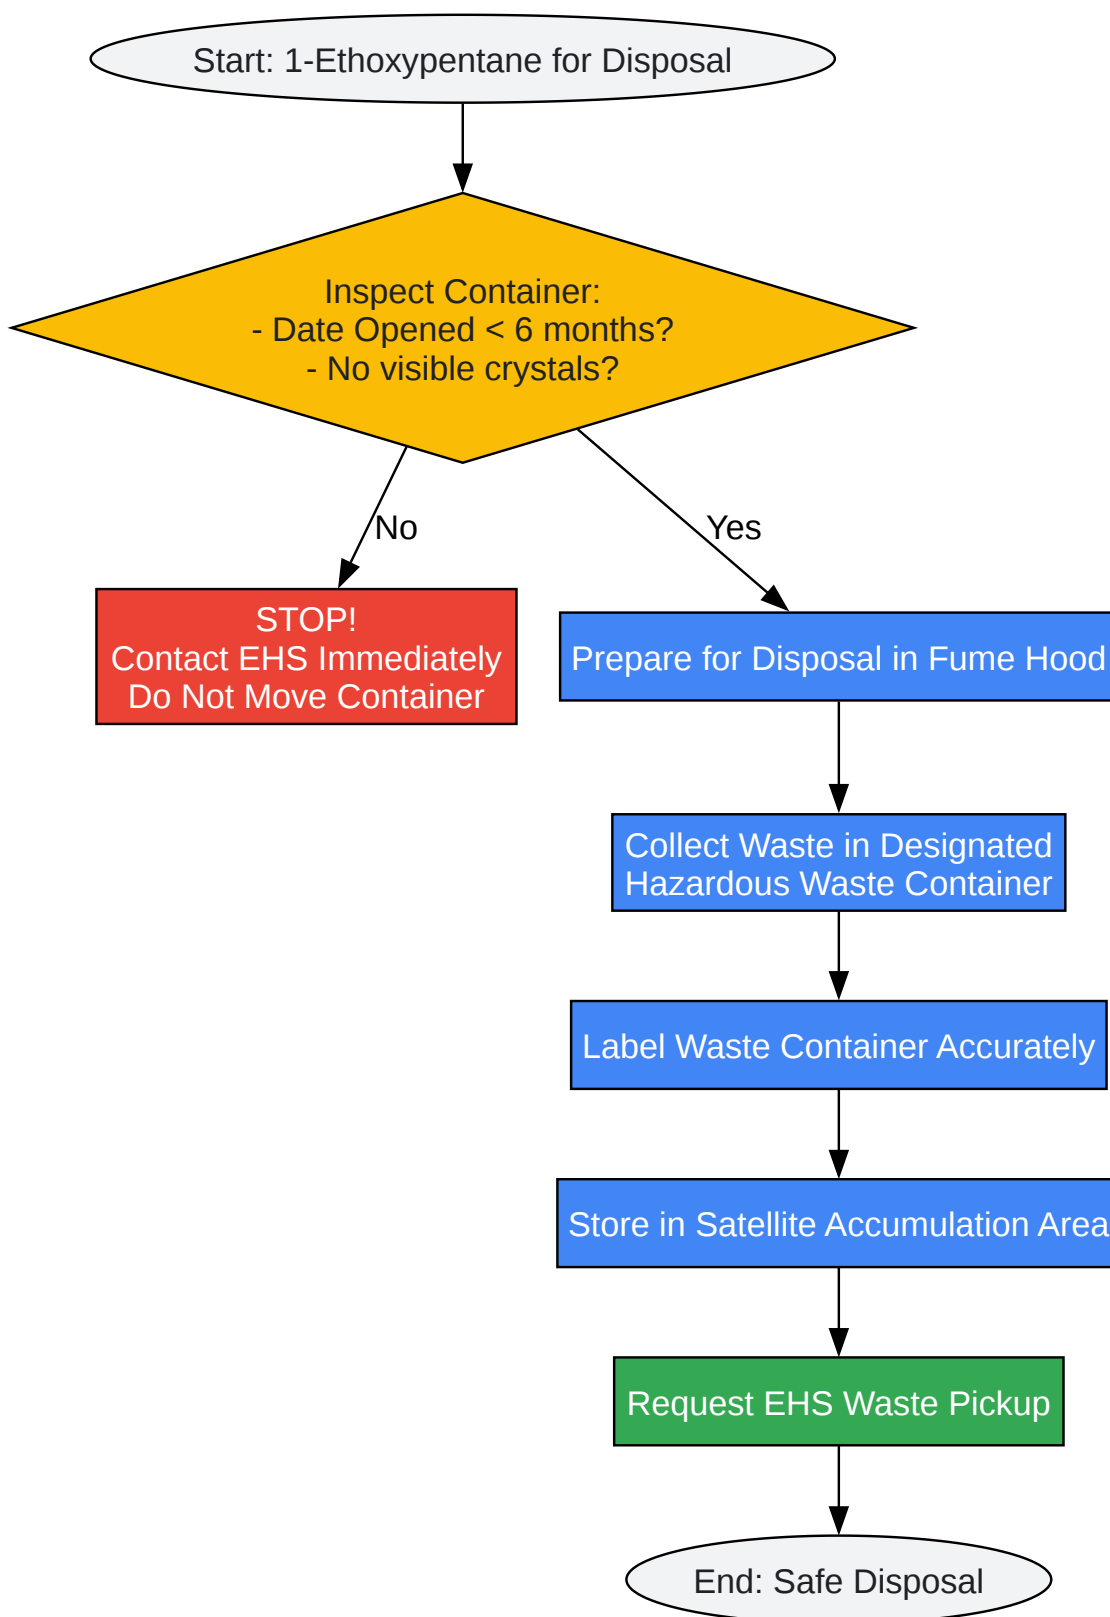 Start: 1-Ethoxypentane for Disposal
Inspect Container:
- Date Opened < 6 months?
- No visible crystals?
No
Yes
STOP!
Contact EHS Immediately
Do Not Move Container
Prepare for Disposal in Fume Hood
Collect Waste in Designated
Hazardous Waste Container
Label Waste Container Accurately
Store in Satellite Accumulation Area
Request EHS Waste Pickup
End: Safe Disposal